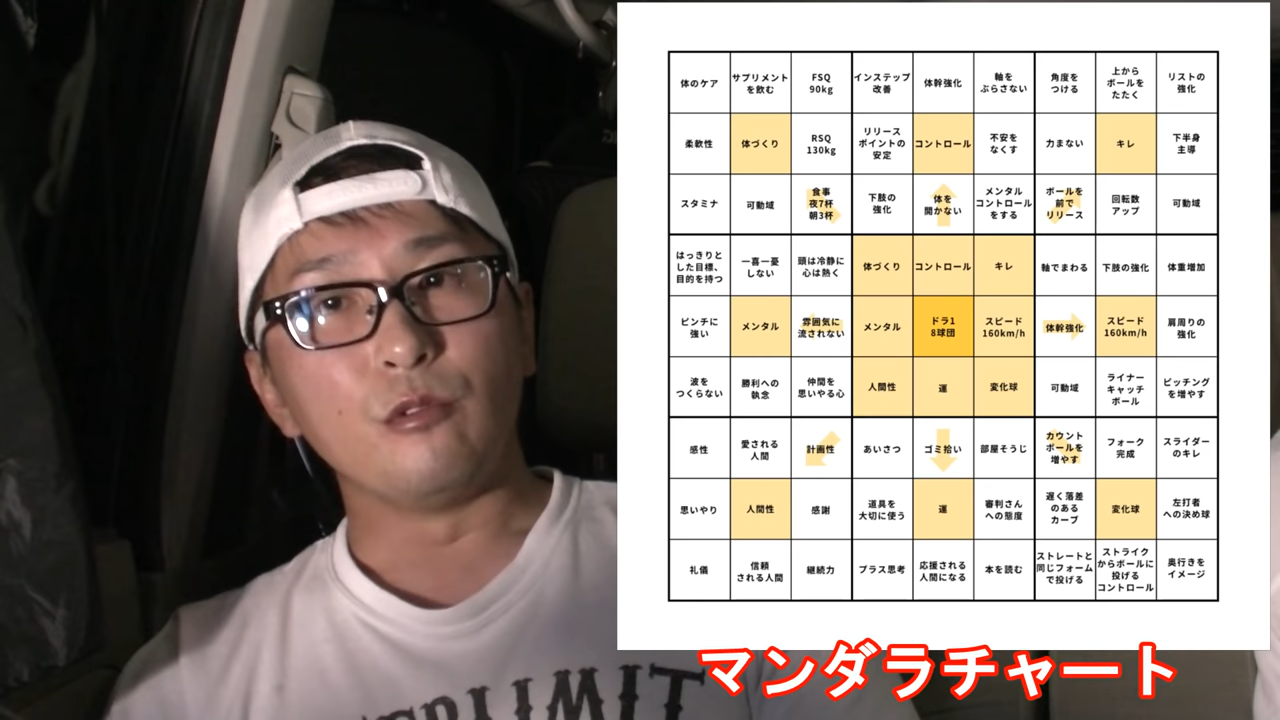 体のケア
サプリメント
を飲む
FSQ
90kg
インステップ
改善
体幹強化
軸を
ぶらさない
角度を
つける
上から
ボールを
たたく
リストの
強化
柔軟性
体づくり
RSQ
130kg
リリース
ポイントの
安定
コントロール
不安を
なくす
力まない
キレ
下半身
主導
スタミナ
可動域
食事
夜7杯
朝3杯
下肢の
強化
体を
開かない
メンタル
コントロール
をする
ボールを
前で
リリース
回転数
アップ
可動域
はっきりと
した目標、
目的を持つ
一喜一憂
しない
頭は冷静に
心は熱く
体づくり
コントロール
キレ
軸でまわる
下肢の強化
体重増加
ピンチに
強い
メンタル
雰囲気に
流されない
メンタル
ドラ1
8球団
スピード
160km/h
体幹強化
スピード
160km/h
肩周りの
強化
波を
つくらない
勝利への
執念
仲間を
思いやる心
人間性
運
変化球
可動域
ライナー
キャッチ
ボール
ピッチング
を増やす
感性
愛される
人間
計画性
あいさつ
ゴミ拾い
部屋そうじ
カウント
ボールを
増やす
フォーク
完成
スライダー
のキレ
思いやり
人間性
感謝
道具を
大切に使う
運
審判さん
への態度
遅く落差
のある
カーブ
変化球
左打者
への決め球
礼儀
信頼
される人間
継続力
プラス思考
応援される
人間になる
本を読む
ストレートと
同じフォーム
で投げる
ストライク
からボールに
投げる
コントロール
奥行きを
イメージ
マンダラチャート